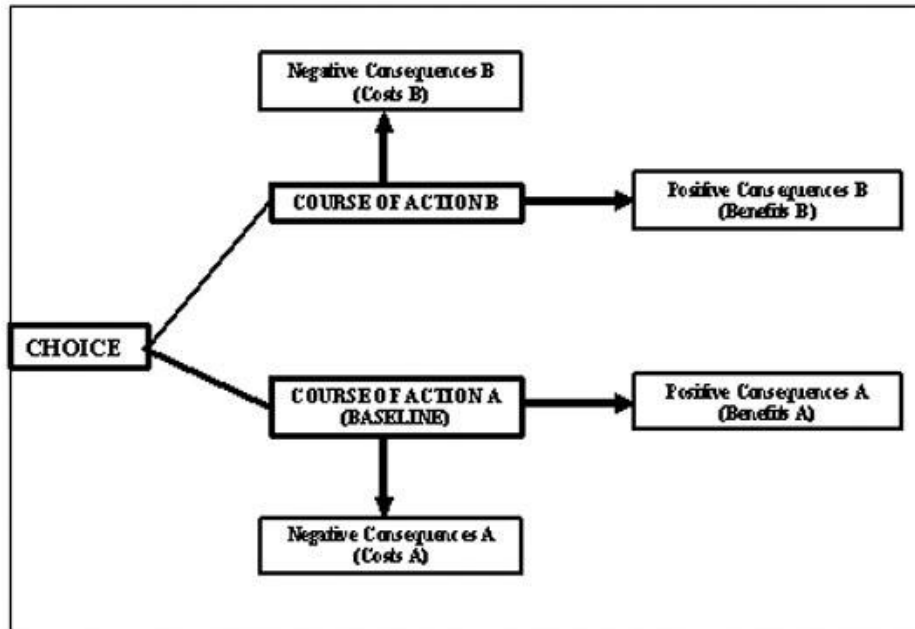 Negative Consequences B
(Costs B)
COURSE OF ACTION B
Positive Consequences B
(Benefits B)
CHOICE
COURSE OF ACTION A
(BASELINE)
Positive Consequences A
(Benefits A)
Negative Consequences A
(Costs A)